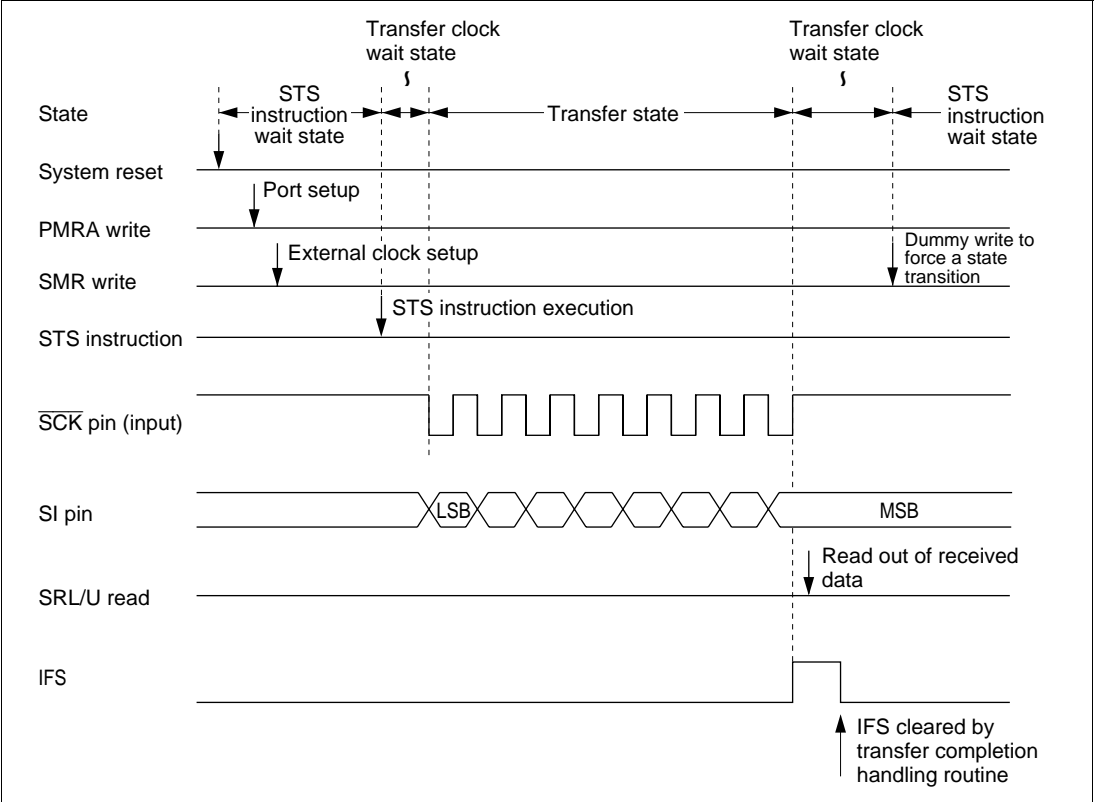 Transfer clock
wait state
Transfer clock
wait state
State
STS
instruction
wait state
Transfer state
STS
instruction
wait state
System reset
Port setup
PMRA write
External clock setup
Dummy write to
force a state
transition
SMR write
STS instruction execution
STS instruction
SCK pin (input)
SI pin
LSB
MSB
Read out of received
data
SRL/U read
IFS
IFS cleared by
transfer completion
handling routine